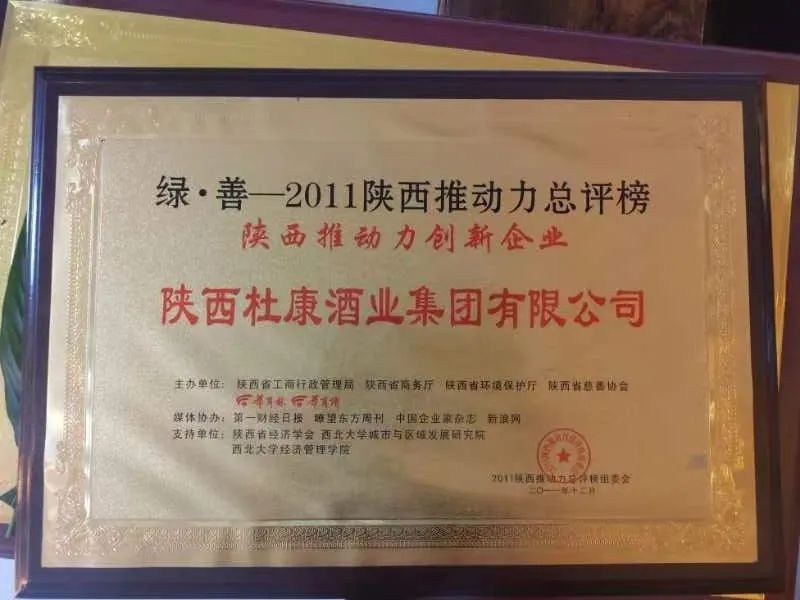 绿·善—2011陕西推动力总评榜
陕西推动力创新企业
陕西杜康酒业集团有限公司
主办单位：陕西省工商行政管理局 陕西省商务厅 陕西省环境保护厅 陕西省慈善协会
媒体协办：第一财经日报 瞭望东方周刊 中国企业家杂志 新浪网
支持单位：陕西省经济学会 西北大学城市与区域发展研究院
西北大学经济管理学院
2011陕西推动力总评榜组委会
二〇一一年十二月